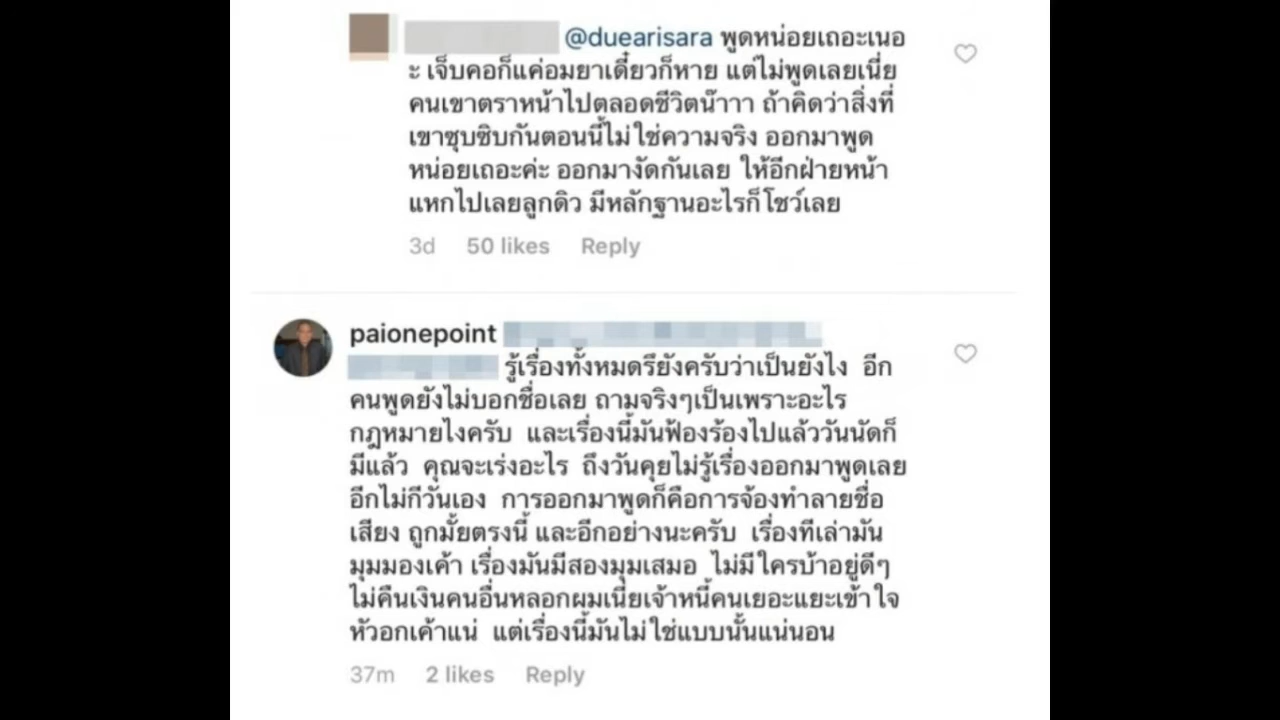 @duearisara พูดหน่อยเถอะเนอ
ะ เจ็บคอก็แค่อมยาเดี๋ยวก็หาย แต่ไม่พูดเลยเนี่ย
คนเขาตราหน้าไปตลอดชีวิตน๊าาา ถ้าคิดว่าสิ่งที่
เขาซุบซิบกันตอนนี้ไม่ใช่ความจริง ออกมาพูด
หน่อยเถอะค่ะ ออกมางัดกันเลย ให้อีกฝ่ายหน้า
แหกไปเลยลูกดิว มีหลักฐานอะไรก็โชว์เลย
3d 50 likes Reply
paionepoint
รู้เรื่องทั้งหมดรึยังครับว่าเป็นยังไง อีก
คนพูดยังไม่บอกชื่อเลย ถามจริงๆเป็นเพราะอะไร
กฎหมายไงครับ และเรื่องนี้มันฟ้องร้องไปแล้ววันนัดก็
มีแล้ว คุณจะเร่งอะไร ถึงวันคุยไม่รู้เรื่องออกมาพูดเลย
อีกไม่กีวันเอง การออกมาพูดก็คือการจ้องทำลายชื่อ
เสียง ถูกมั้ยตรงนี้ และอีกอย่างนะครับ เรื่องทีเล่ามัน
มุมมองเค้า เรื่องมันมีสองมุมเสมอ ไม่มีใครบ้าอยู่ดีๆ
ไม่คืนเงินคนอื่นหลอกผมเนี่ยเจ้าหนี้คนเยอะแยะเข้าใจ
หัวอกเค้าแน่ แต่เรื่องนี้มันไม่ใช่แบบนั้นแน่นอน
37m 2 likes Reply